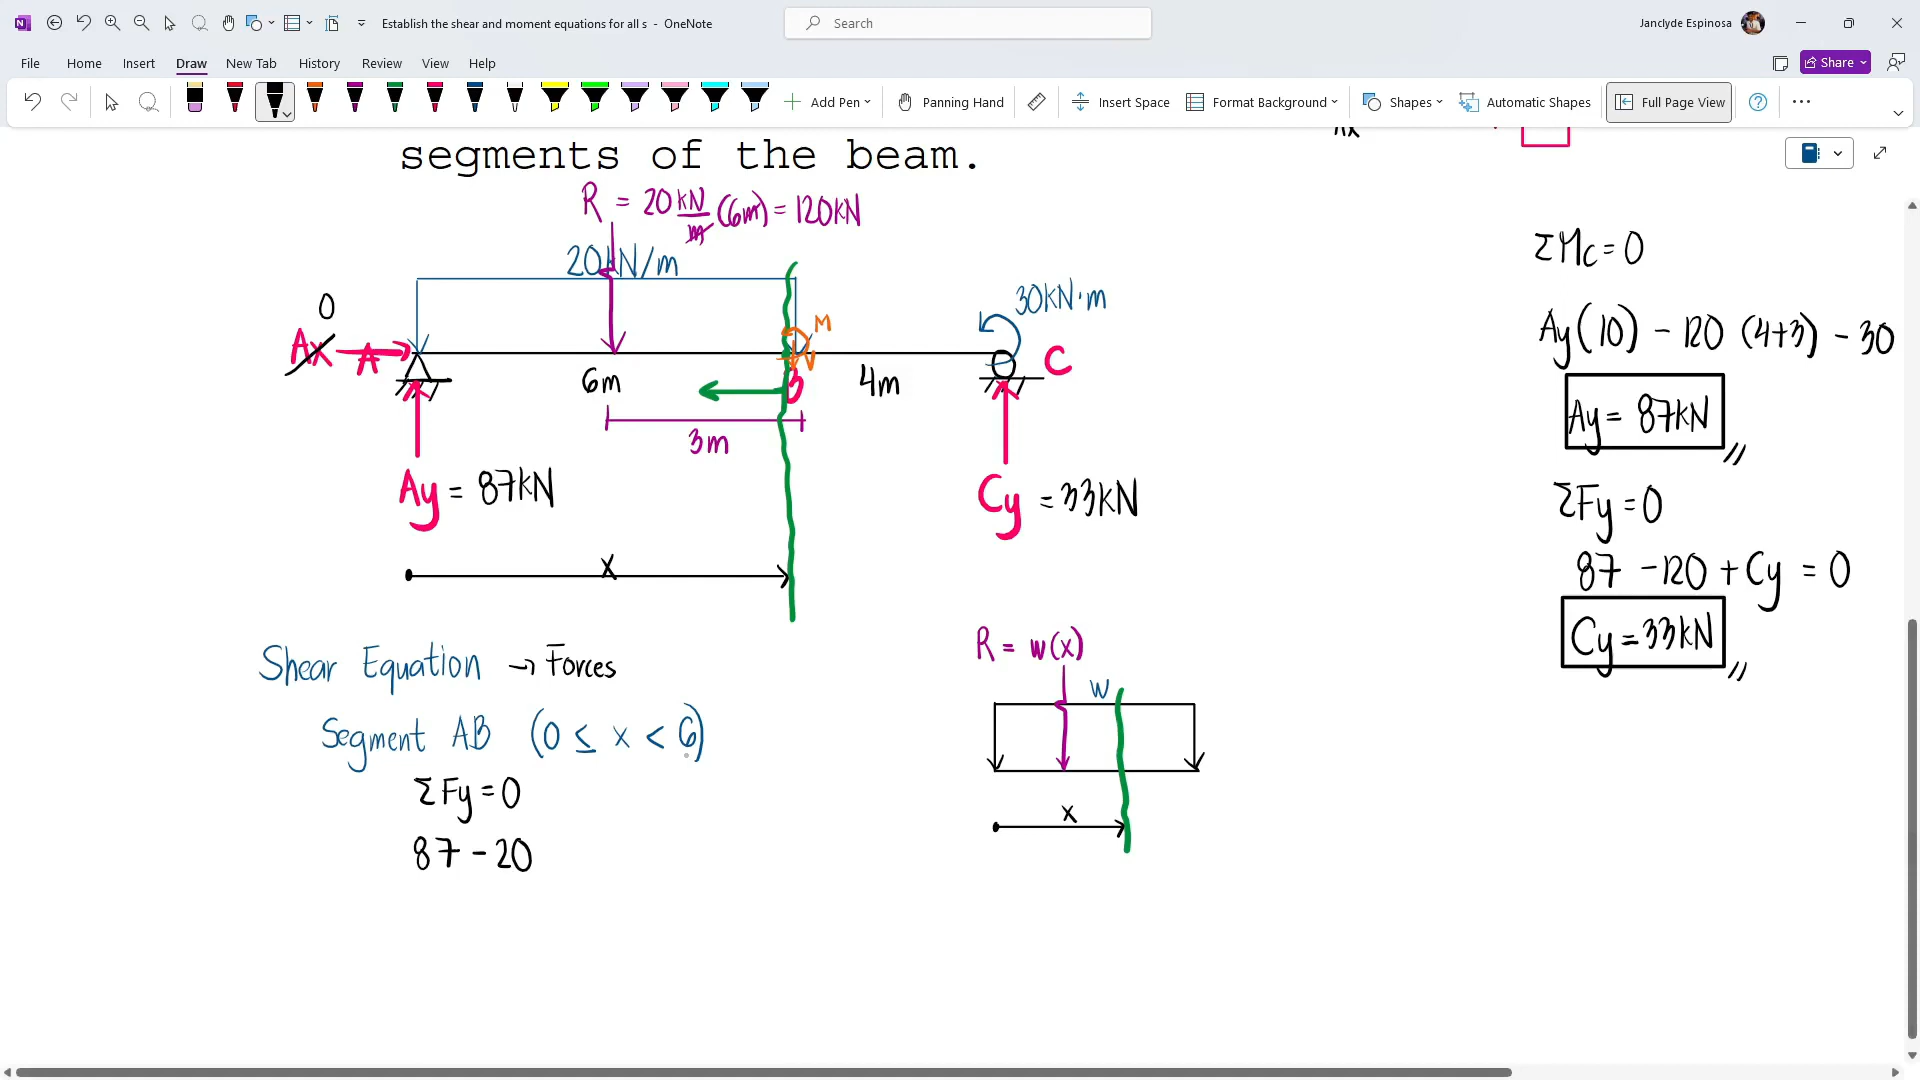 Establish the shear and moment equations for all s - OneNote
Search
Janclyde Espinosa
File Home Insert Draw New Tab History Review View Help
Share
Add Pen
Panning Hand
Insert Space
Format Background
Shapes
Automatic Shapes
Full Page View
segments of the beam.
R = 20 kN/m (6m) = 120kN
20kN/m
0
Ax
A
M
V
B
30kN·m
C
6m
4m
3m
Ay = 87kN
Cy = 33kN
x
Shear Equation → Forces
Segment AB (0 ≤ x < 6)
ΣFy = 0
87 - 20
R = w(x)
w
x
Ax
ΣMc = 0
Ay(10) - 120 (4+3) - 30
Ay = 87kN
ΣFy = 0
87 - 120 + Cy = 0
Cy = 33kN